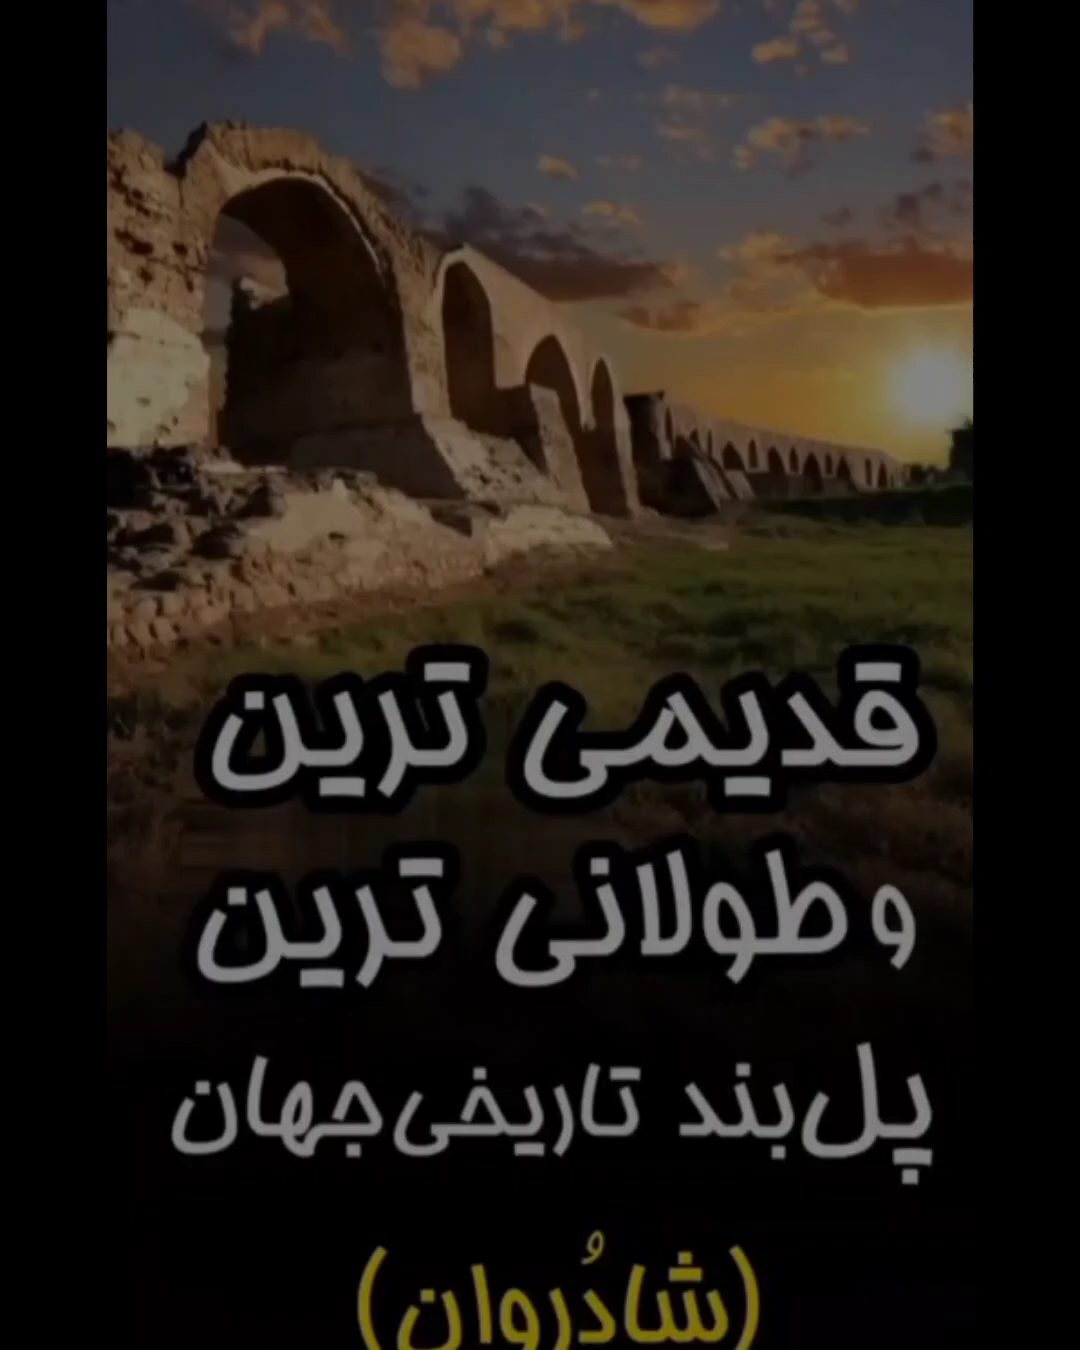 قدیمی ترین
و طولانی ترین
پل‌بند تاریخی جهان
(شادُروان)